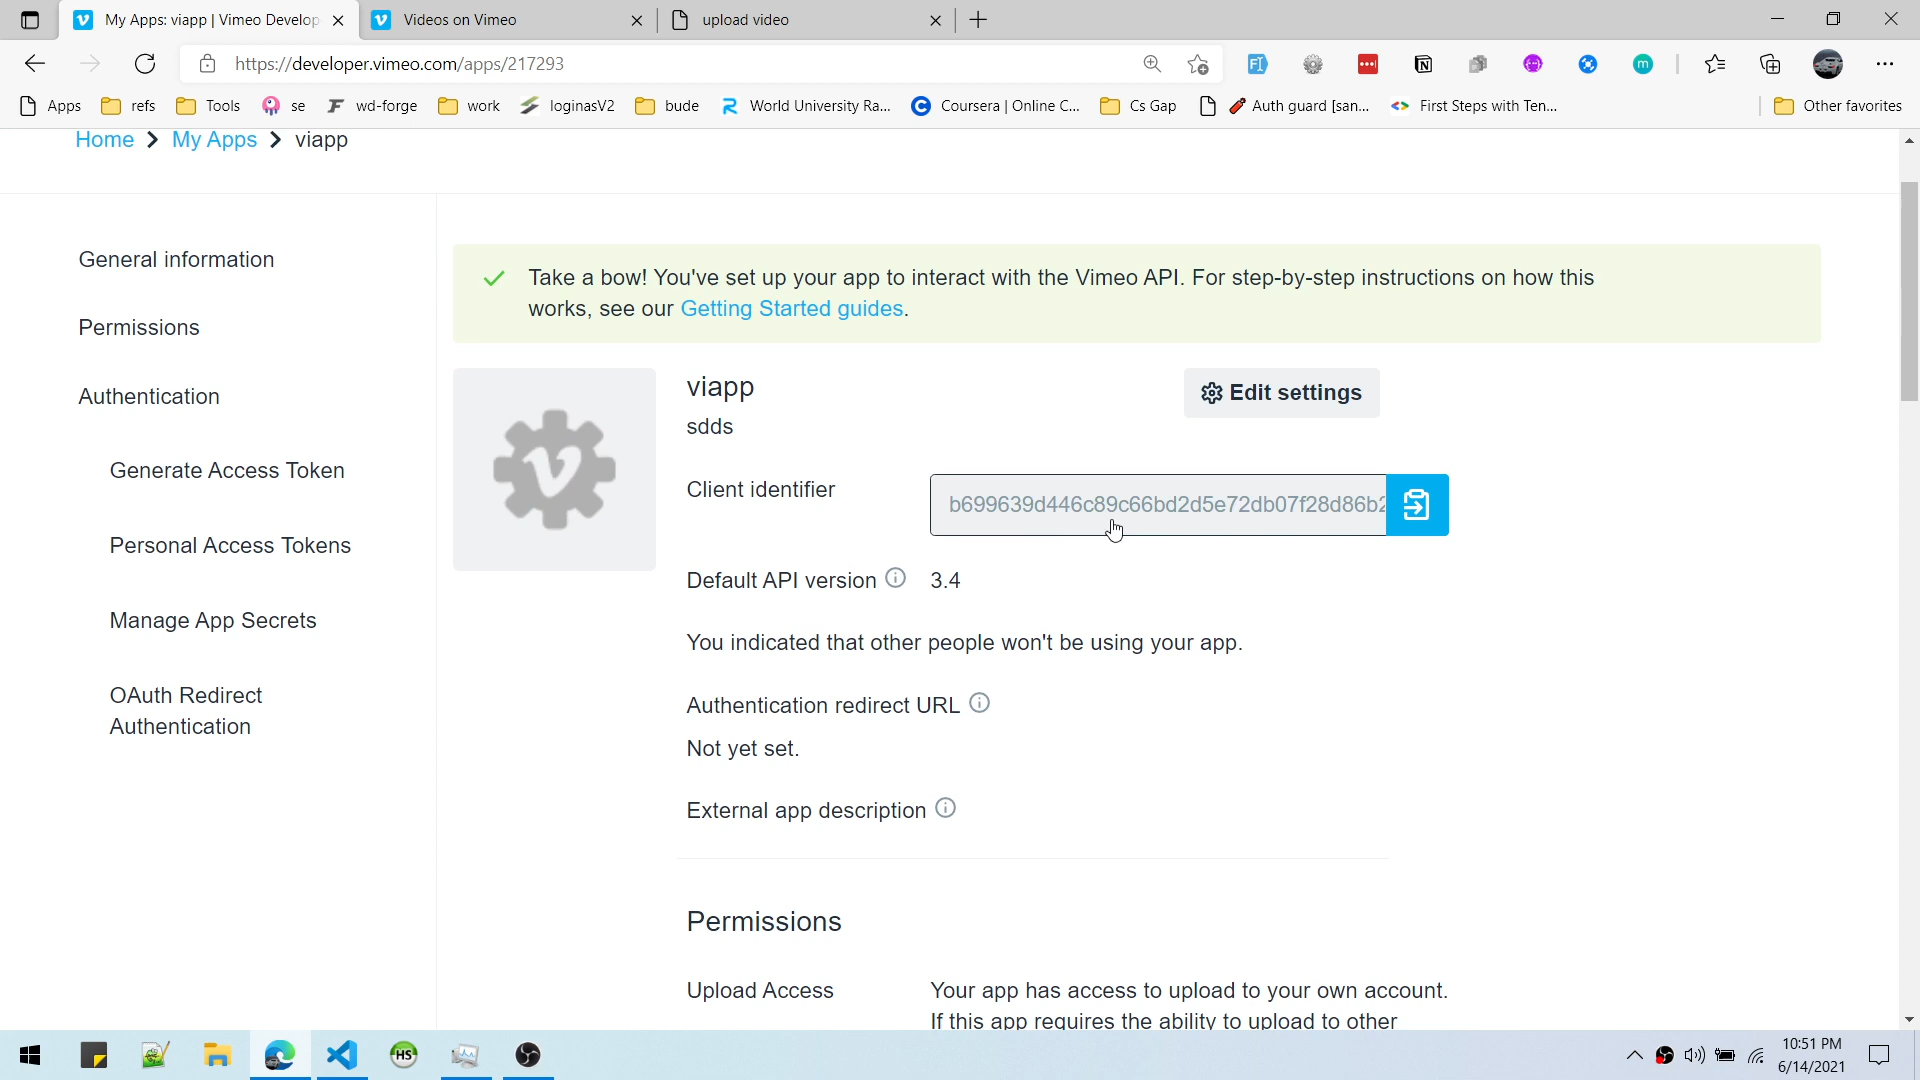 My Apps: viapp | Vimeo Develop
Videos on Vimeo
upload video
https://developer.vimeo.com/apps/217293
Apps
refs
Tools
se
wd-forge
work
loginasV2
bude
World University Ra...
Coursera | Online C...
Cs Gap
Auth guard [san...
First Steps with Ten...
Other favorites
Home > My Apps > viapp
General information
Permissions
Authentication
Generate Access Token
Personal Access Tokens
Manage App Secrets
OAuth Redirect
Authentication
Take a bow! You've set up your app to interact with the Vimeo API. For step-by-step instructions on how this
works, see our Getting Started guides.
viapp
Edit settings
sdds
Client identifier
b699639d446c89c66bd2d5e72db07f28d86b2
Default API version 3.4
You indicated that other people won't be using your app.
Authentication redirect URL
Not yet set.
External app description
Permissions
Upload Access
Your app has access to upload to your own account.
If this app requires the ability to upload to other
HS
10:51 PM
6/14/2021